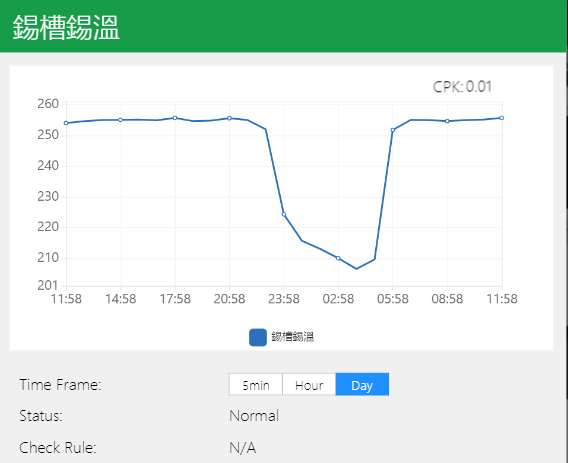 錫槽錫溫
CPK: 0.01
260
250
240
230
220
210
201
11:58 14:58 17:58 20:58 23:58 02:58 05:58 08:58 11:58
錫槽錫溫
Time Frame: 5min Hour Day
Status: Normal
Check Rule: N/A